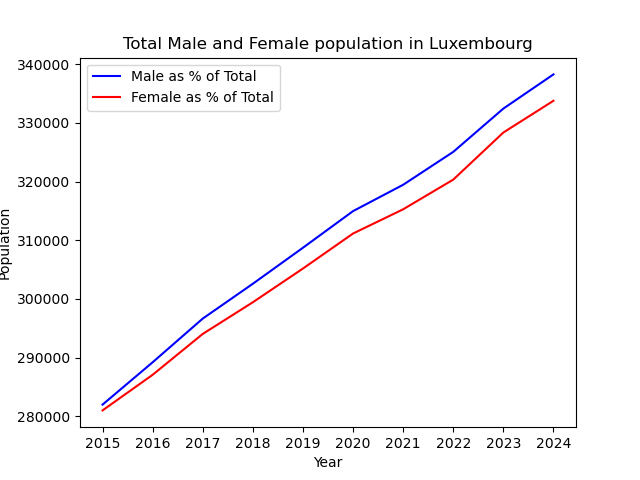 Total Male and Female population in Luxembourg
Male as % of Total
Female as % of Total
340000
330000
320000
310000
300000
290000
280000
Population
2015 2016 2017 2018 2019 2020 2021 2022 2023 2024
Year